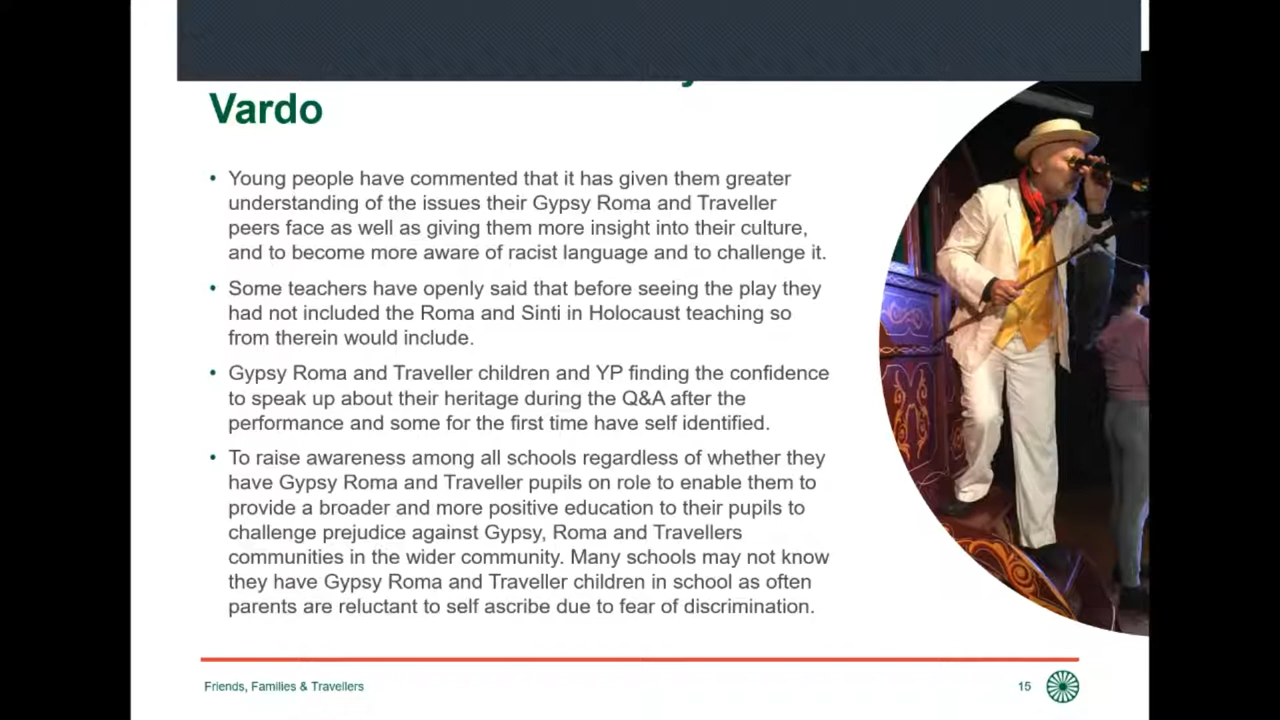 Vardo
• Young people have commented that it has given them greater
understanding of the issues their Gypsy Roma and Traveller
peers face as well as giving them more insight into their culture,
and to become more aware of racist language and to challenge it.
• Some teachers have openly said that before seeing the play they
had not included the Roma and Sinti in Holocaust teaching so
from therein would include.
• Gypsy Roma and Traveller children and YP finding the confidence
to speak up about their heritage during the Q&A after the
performance and some for the first time have self identified.
• To raise awareness among all schools regardless of whether they
have Gypsy Roma and Traveller pupils on role to enable them to
provide a broader and more positive education to their pupils to
challenge prejudice against Gypsy, Roma and Travellers
communities in the wider community. Many schools may not know
they have Gypsy Roma and Traveller children in school as often
parents are reluctant to self ascribe due to fear of discrimination.
Friends, Families & Travellers
15